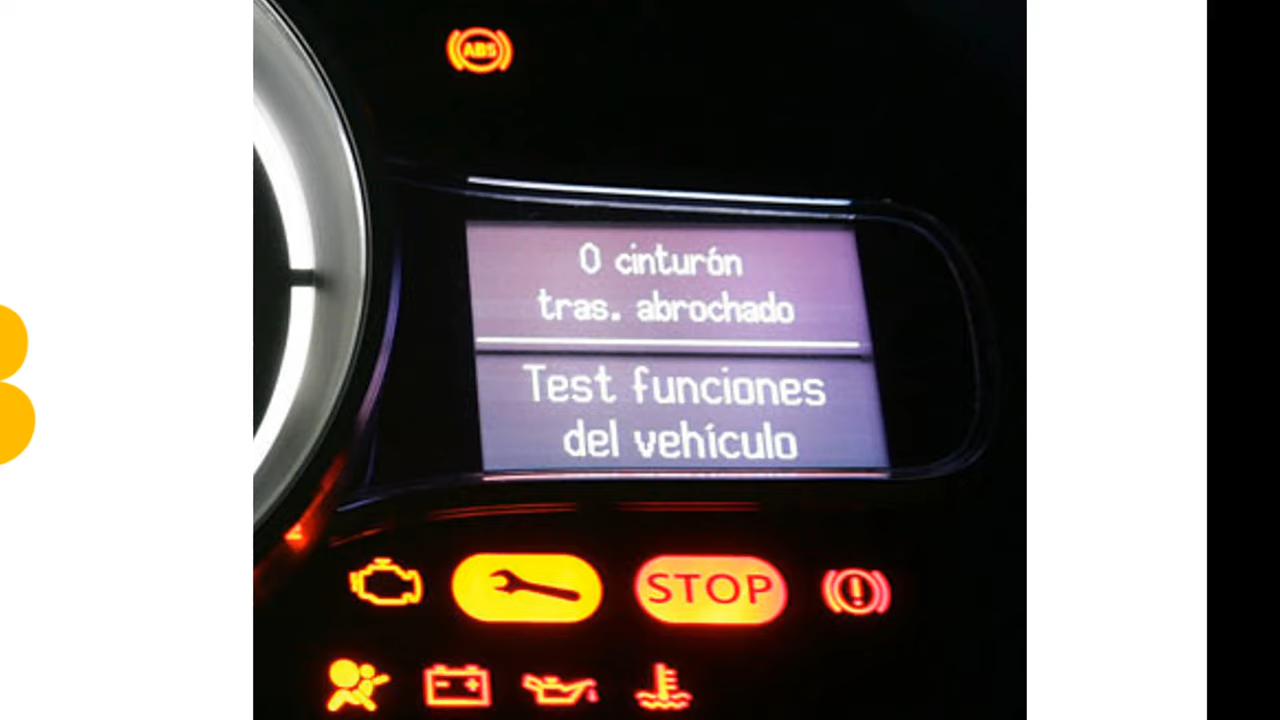 ABS
0 cinturón
tras. abrochado
Test funciones
del vehículo
STOP